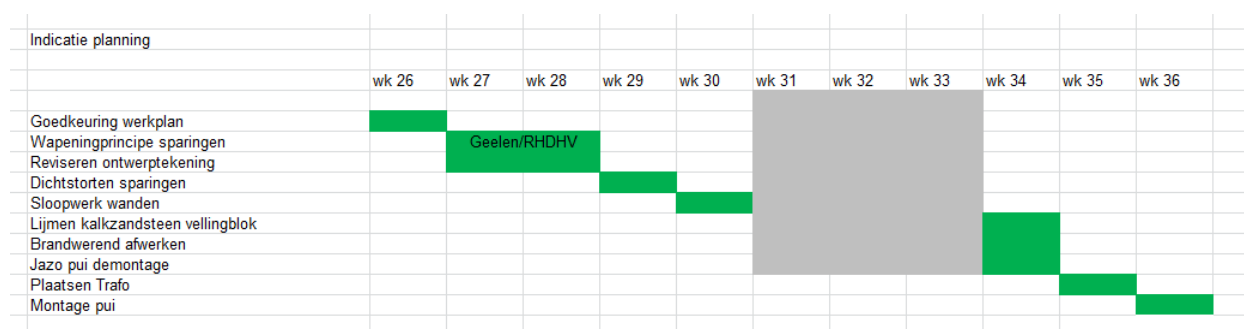 Indicatie planning
wk 26 wk 27 wk 28 wk 29 wk 30 wk 31 wk 32 wk 33 wk 34 wk 35 wk 36
Goedkeuring werkplan
Wapeningprincipe sparingen Geelen/RHDHV
Reviseren ontwerptekening
Dichtstorten sparingen
Sloopwerk wanden
Lijmen kalkzandsteen vellingblok
Brandwerend afwerken
Jazo pui demontage
Plaatsen Trafo
Montage pui